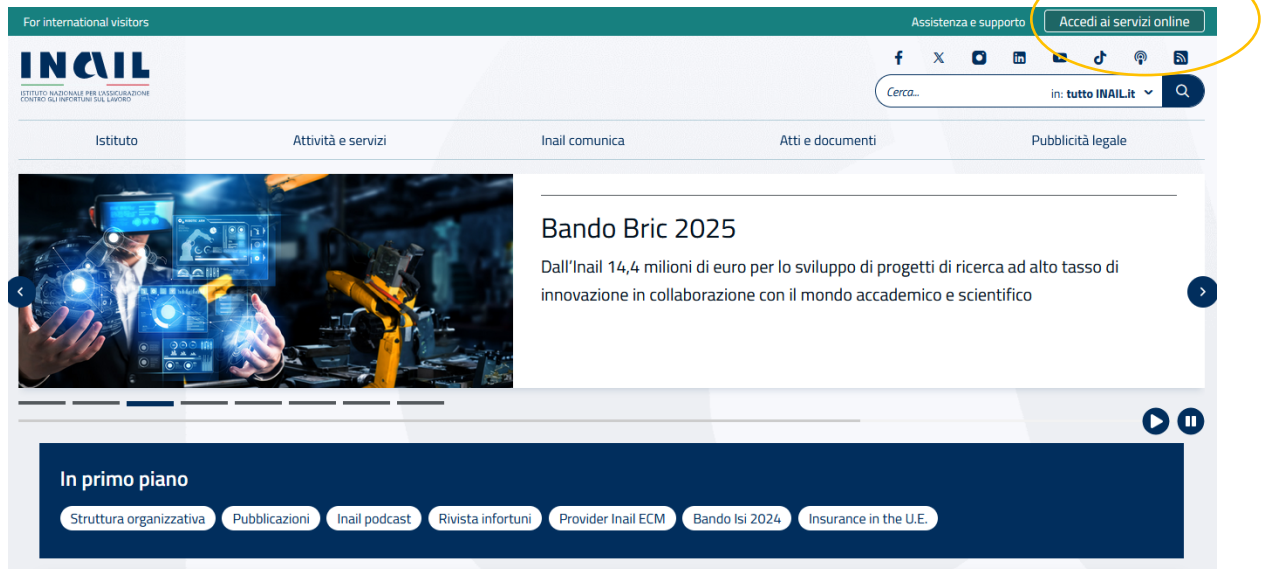 For international visitors
Assistenza e supporto
Accedi ai servizi online
INAIL
ISTITUTO NAZIONALE PER L'ASSICURAZIONE
CONTRO GLI INFORTUNI SUL LAVORO
Cerca...
in: tutto INAIL.it
Istituto
Attività e servizi
Inail comunica
Atti e documenti
Pubblicità legale
Bando Bric 2025
Dall'Inail 14,4 milioni di euro per lo sviluppo di progetti di ricerca ad alto tasso di
innovazione in collaborazione con il mondo accademico e scientifico
In primo piano
Struttura organizzativa
Pubblicazioni
Inail podcast
Rivista infortuni
Provider Inail ECM
Bando Isi 2024
Insurance in the U.E.